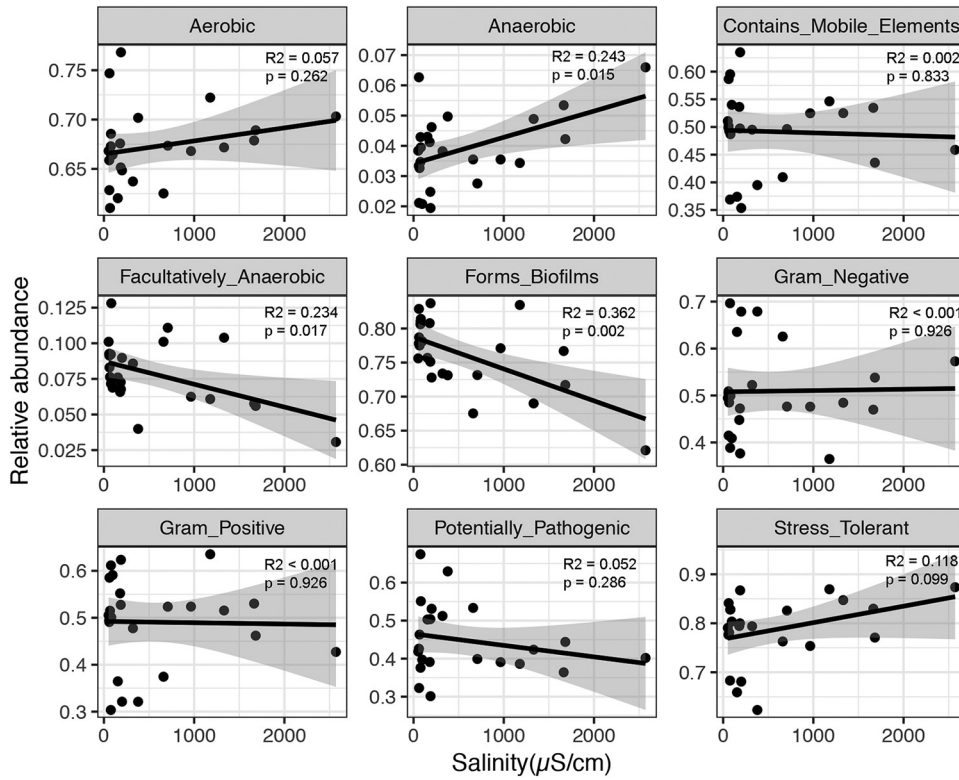 Aerobic
Anaerobic
Contains_Mobile_Elements
R2 = 0.057
p = 0.262
R2 = 0.243
p = 0.015
R2 = 0.002
p = 0.833
0.75
0.70
0.65
0.07
0.06
0.05
0.04
0.03
0.02
0.60
0.55
0.50
0.45
0.40
0.35
0 1000 2000
0 1000 2000
0 1000 2000
Facultatively_Anaerobic
Forms_Biofilms
Gram_Negative
R2 = 0.234
p = 0.017
R2 = 0.362
p = 0.002
R2 < 0.001
p = 0.926
0.125
0.100
0.075
0.050
0.025
0.80
0.75
0.70
0.65
0.60
0.7
0.6
0.5
0.4
0 1000 2000
0 1000 2000
0 1000 2000
Gram_Positive
Potentially_Pathogenic
Stress_Tolerant
R2 < 0.001
p = 0.926
R2 = 0.052
p = 0.286
R2 = 0.118
p = 0.099
0.6
0.5
0.4
0.3
0.6
0.5
0.4
0.3
0.9
0.8
0.7
0 1000 2000
0 1000 2000
0 1000 2000
Relative abundance
Salinity(µS/cm)